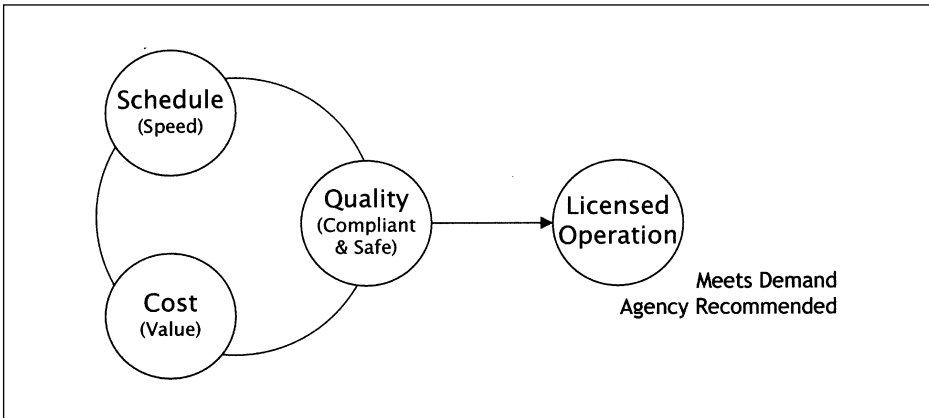 Schedule
(Speed)
Quality
(Compliant
& Safe)
Cost
(Value)
Licensed
Operation
Meets Demand
Agency Recommended